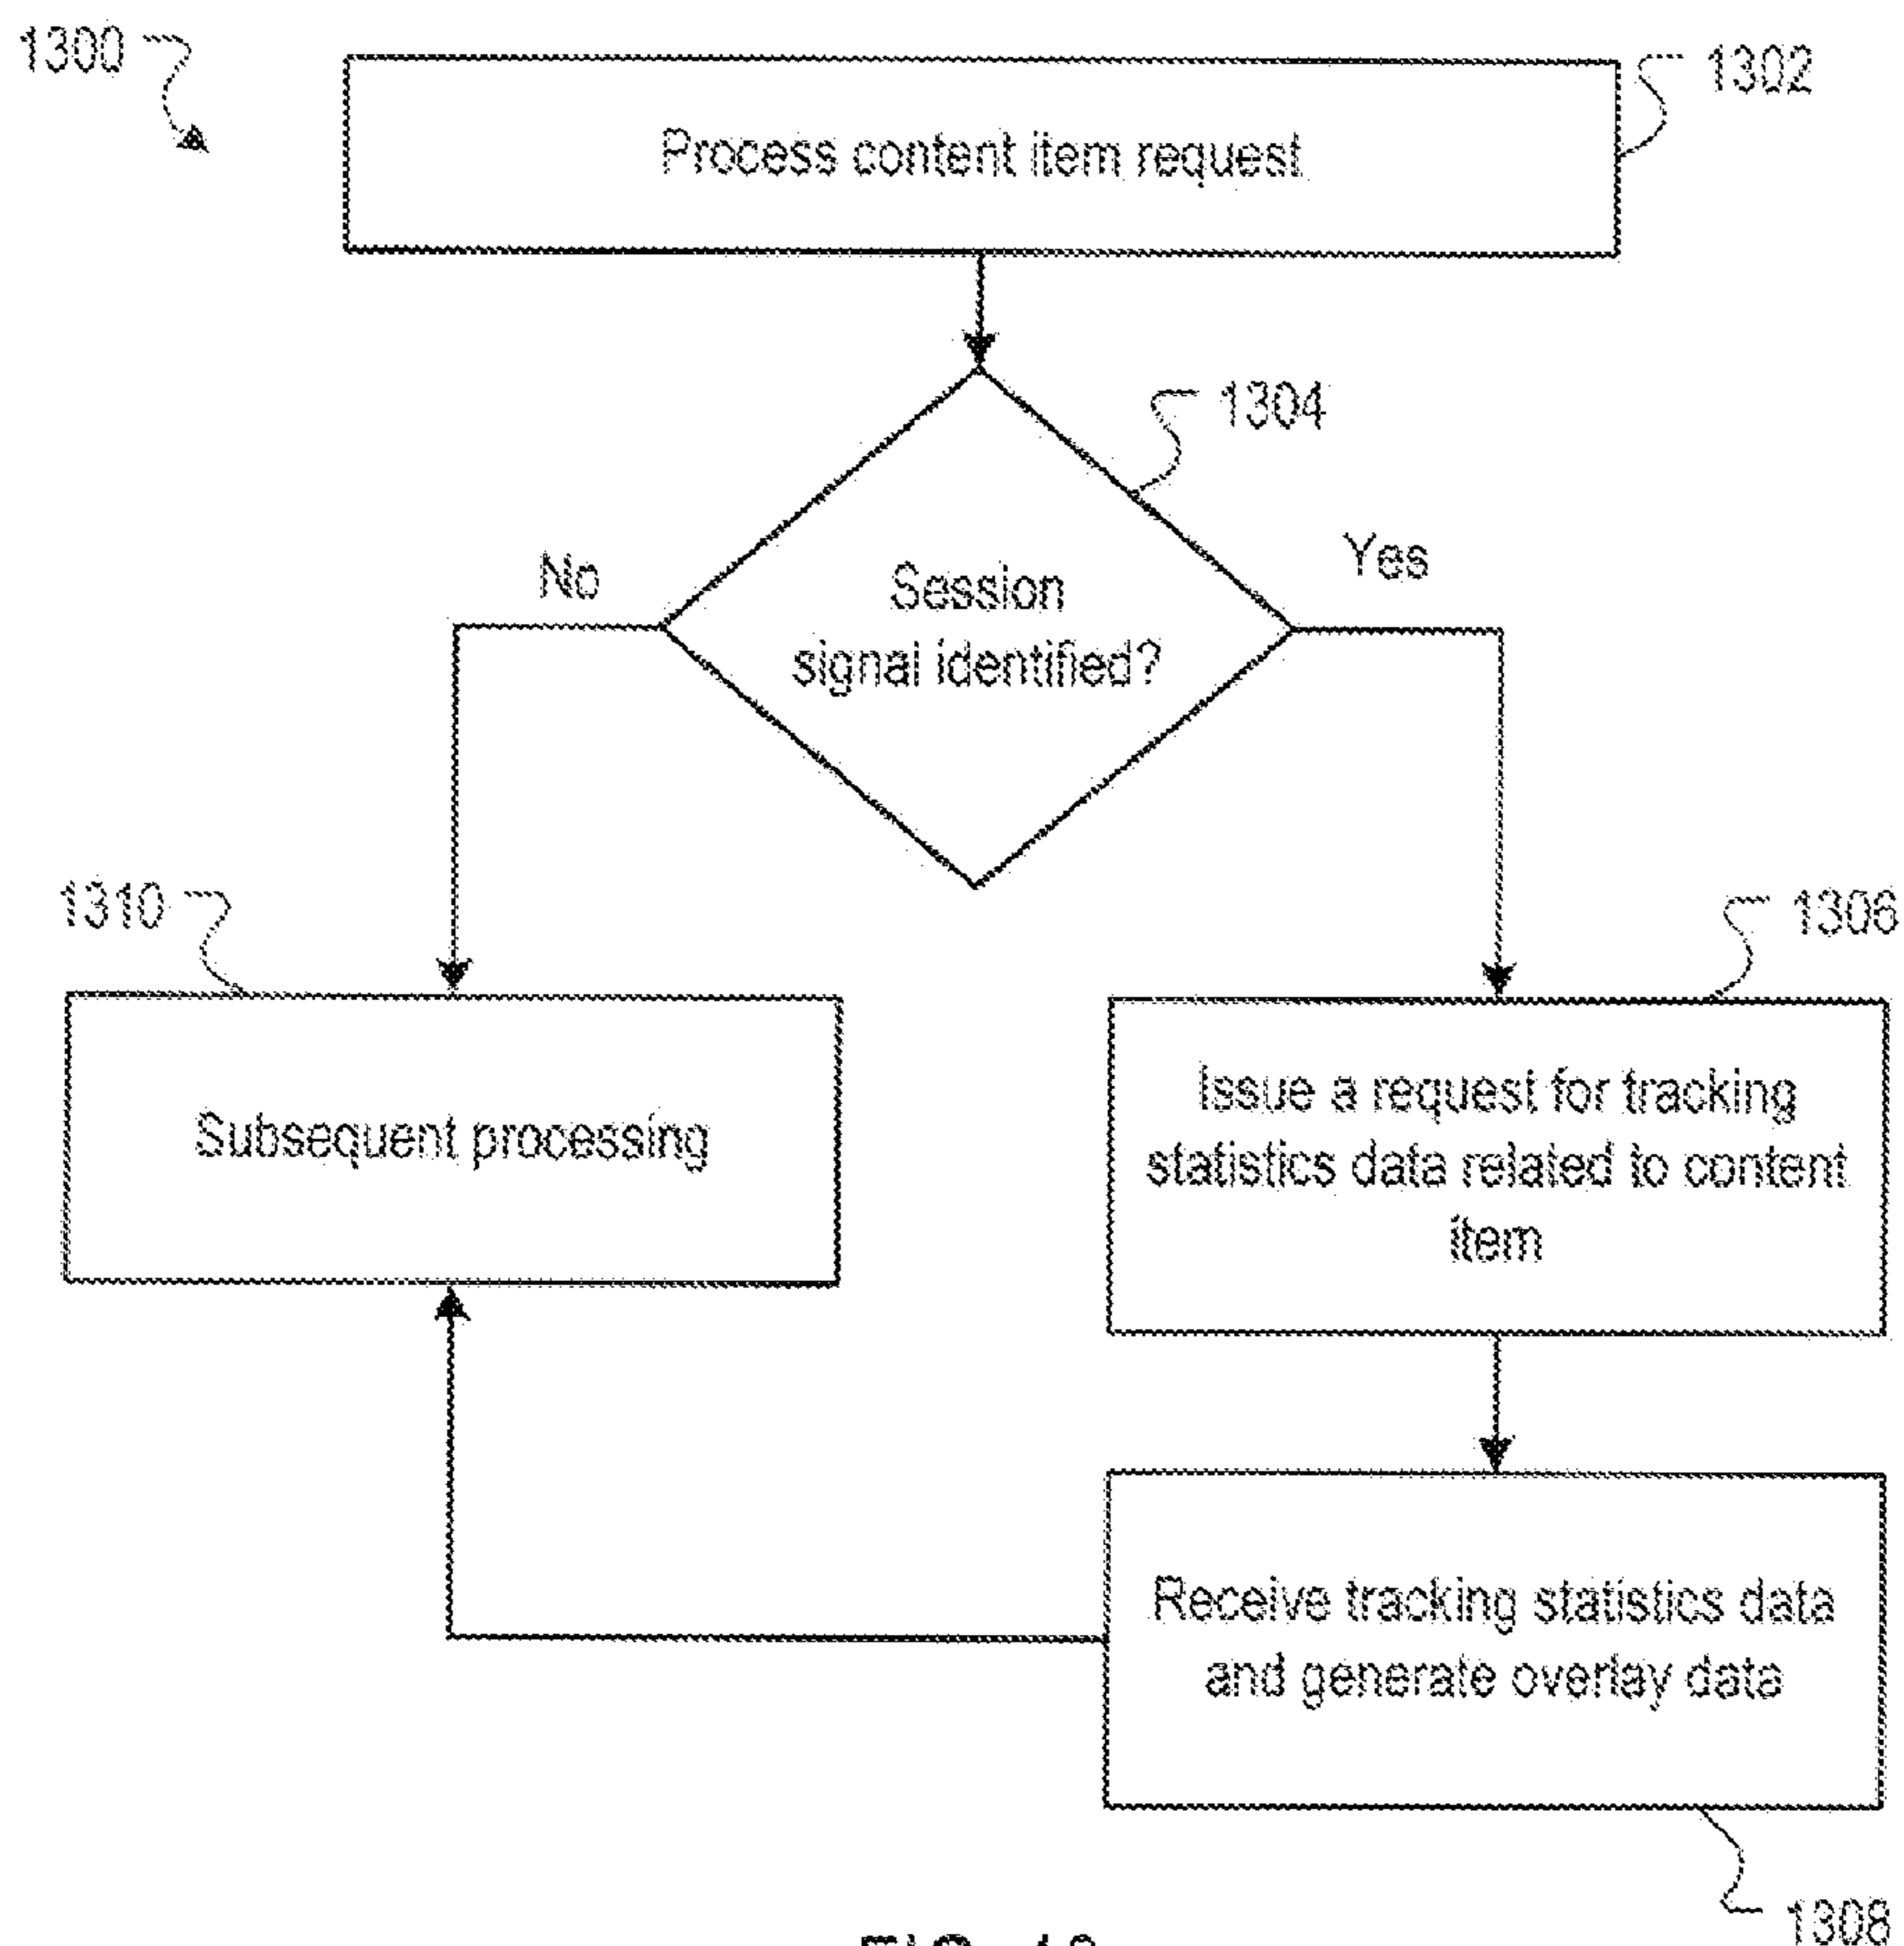 1300
1302
Process content item request
1304
No
Yes
Session
signal identified?
1310
1306
Subsequent processing
Issue a request for tracking
statistics data related to content
item
Receive tracking statistics data
and generate overlay data
1308